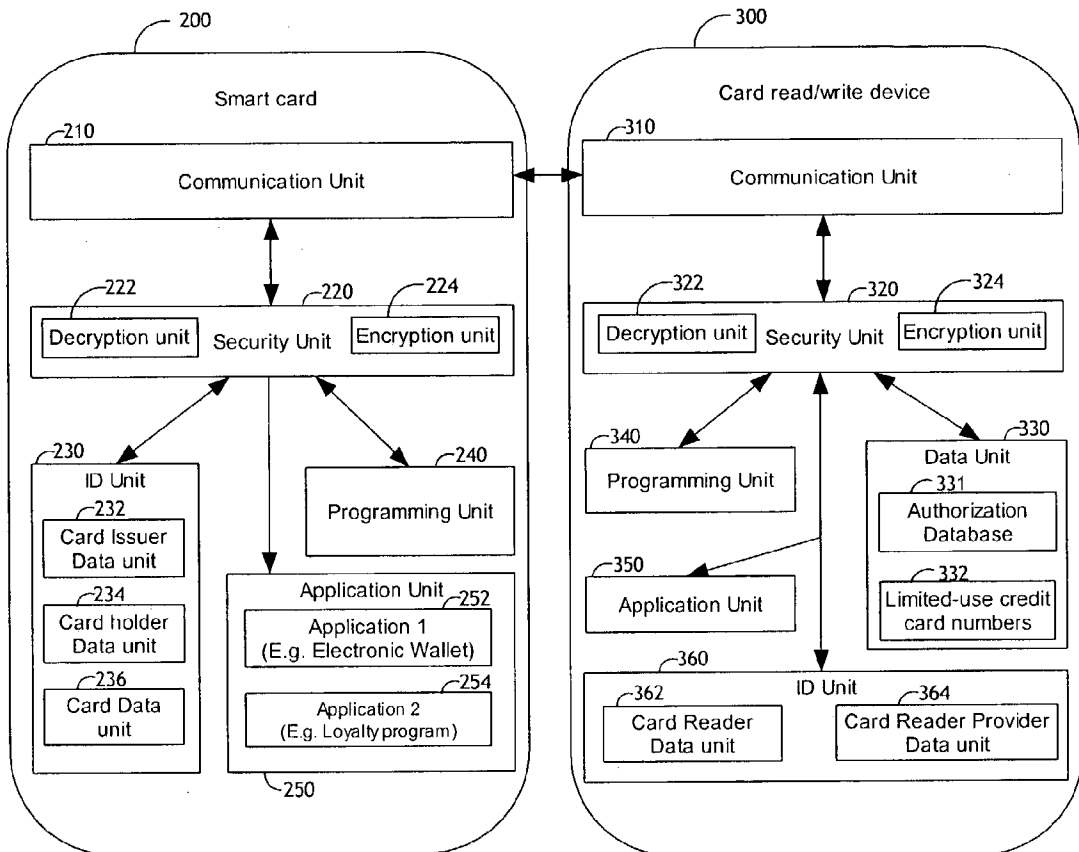 200
Smart card
210
Communication Unit
222
220
224
Decryption unit
Security Unit
Encryption unit
230
ID Unit
232
Card Issuer
Data unit
234
Card holder
Data unit
236
Card Data
unit
240
Programming Unit
Application Unit
252
Application 1
(E.g. Electronic Wallet)
254
Application 2
(E.g. Loyalty program)
250
300
Card read/write device
310
Communication Unit
322
320
324
Decryption unit
Security Unit
Encryption unit
340
Programming Unit
330
Data Unit
331
Authorization
Database
332
Limited-use credit
card numbers
350
Application Unit
360
ID Unit
362
Card Reader
Data unit
364
Card Reader Provider
Data unit